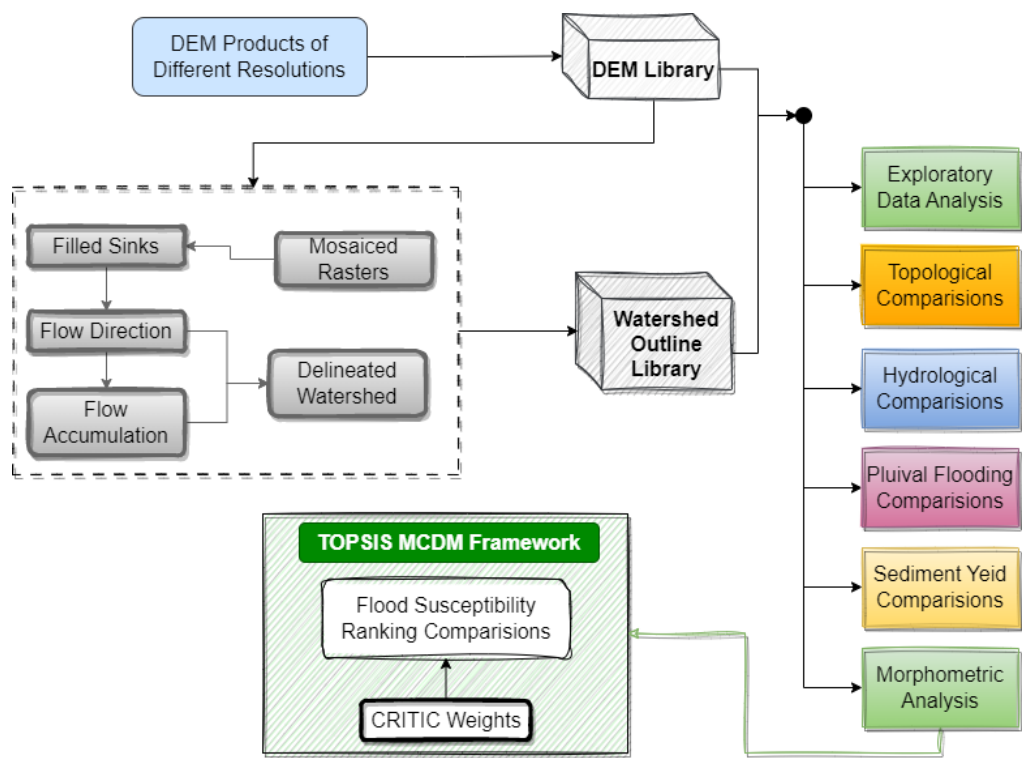 DEM Products of
Different Resolutions
DEM Library
Exploratory
Data Analysis
Filled Sinks
Mosaiced
Rasters
Topological
Comparisions
Flow Direction
Watershed
Outline
Library
Delineated
Watershed
Hydrological
Comparisions
Flow
Accumulation
Pluival Flooding
Comparisions
TOPSIS MCDM Framework
Flood Susceptibility
Ranking Comparisions
Sediment Yeid
Comparisions
CRITIC Weights
Morphometric
Analysis